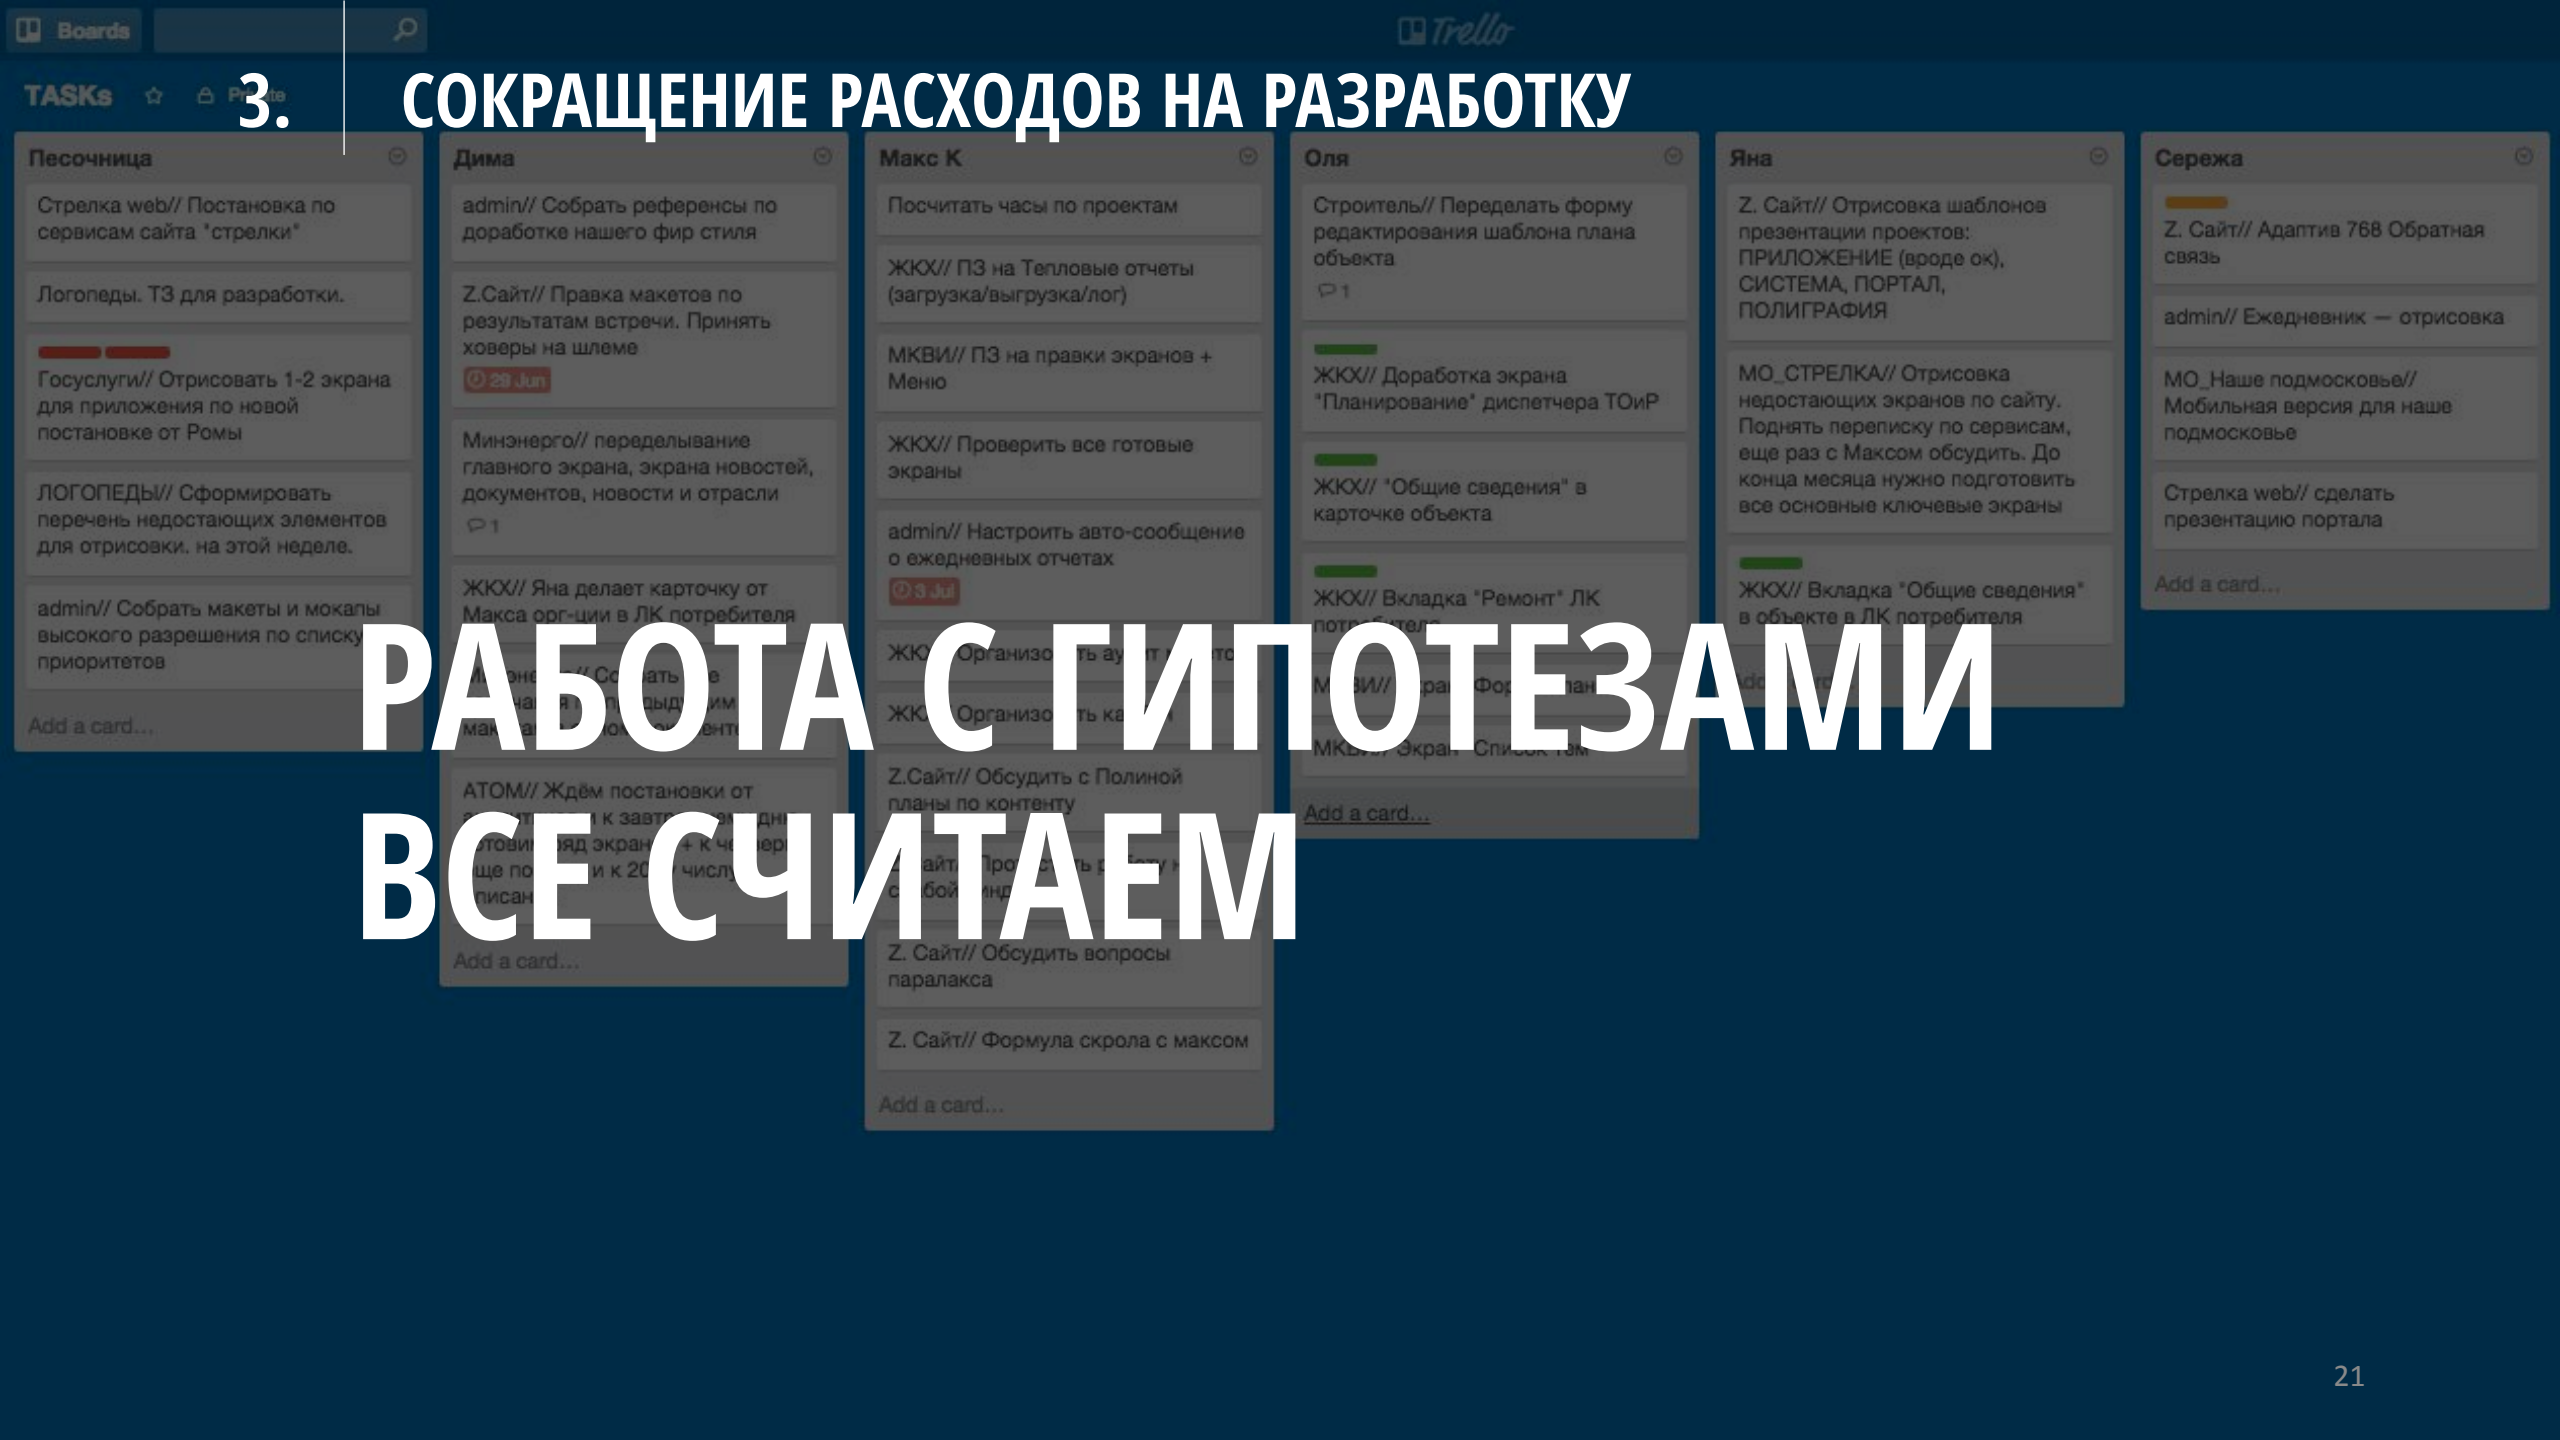 Boards
Trello
TASKs
3.
СОКРАЩЕНИЕ РАСХОДОВ НА РАЗРАБОТКУ
Песочница
Стрелка web// Постановка по
сервисам сайта "стрелки"
Логопеды. ТЗ для разработки.
Госуслуги// Отрисовать 1-2 экрана
для приложения по новой
постановке от Ромы
ЛОГОПЕДЫ// Сформировать
перечень недостающих элементов
для отрисовки. на этой неделе.
admin// Собрать макеты и мокапы
высокого разрешения по списку
приоритетов
Add a card...
Дима
admin// Собрать референсы по
доработке нашего фир стиля
Z.Сайт// Правка макетов по
результатам встречи. Принять
ховеры на шлеме
29 Jun
Минэнерго// переделывание
главного экрана, экрана новостей,
документов, новости и отрасли
1
ЖКХ// Яна делает карточку от
Макса орг-ции в ЛК потребителя
АТОМ// Ждём постановки от
Add a card...
Макс К
Посчитать часы по проектам
ЖКХ// ПЗ на Тепловые отчеты
(загрузка/выгрузка/лог)
МКВИ// ПЗ на правки экранов +
Меню
ЖКХ// Проверить все готовые
экраны
admin// Настроить авто-сообщение
о ежедневных отчетах
3 Jul
Z.Сайт// Обсудить с Полиной
планы по контенту
Z. Сайт// Обсудить вопросы
паралакса
Z. Сайт// Формула скрола с максом
Add a card...
Оля
Строитель// Переделать форму
редактирования шаблона плана
объекта
1
ЖКХ// Доработка экрана
"Планирование" диспетчера ТОиР
ЖКХ// "Общие сведения" в
карточке объекта
ЖКХ// Вкладка "Ремонт" ЛК
Add a card...
Яна
Z. Сайт// Отрисовка шаблонов
презентации проектов:
ПРИЛОЖЕНИЕ (вроде ок),
СИСТЕМА, ПОРТАЛ,
ПОЛИГРАФИЯ
МО_СТРЕЛКА// Отрисовка
недостающих экранов по сайту.
Поднять переписку по сервисам,
еще раз с Максом обсудить. До
конца месяца нужно подготовить
все основные ключевые экраны
ЖКХ// Вкладка "Общие сведения"
в объекте в ЛК потребителя
Сережа
Z. Сайт// Адаптив 768 Обратная
связь
admin// Ежедневник — отрисовка
МО_Наше подмосковье//
Мобильная версия для наше
подмосковье
Стрелка web// сделать
презентацию портала
Add a card...
РАБОТА С ГИПОТЕЗАМИ
ВСЕ СЧИТАЕМ
21